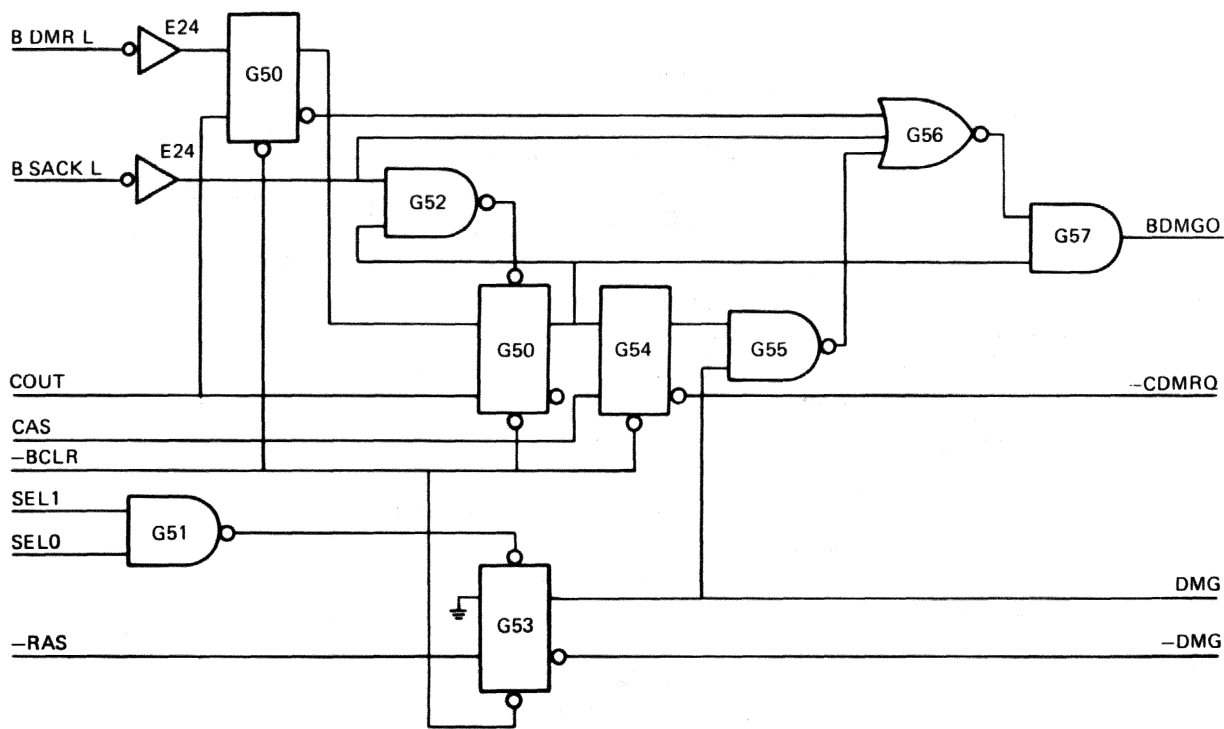 B DMR L
E24
G50
B SACK L
E24
G56
G52
G57
BDMGO
G50
G54
G55
COUT
–CDMRQ
CAS
–BCLR
SEL1
G51
SEL0
G53
DMG
–RAS
–DMG